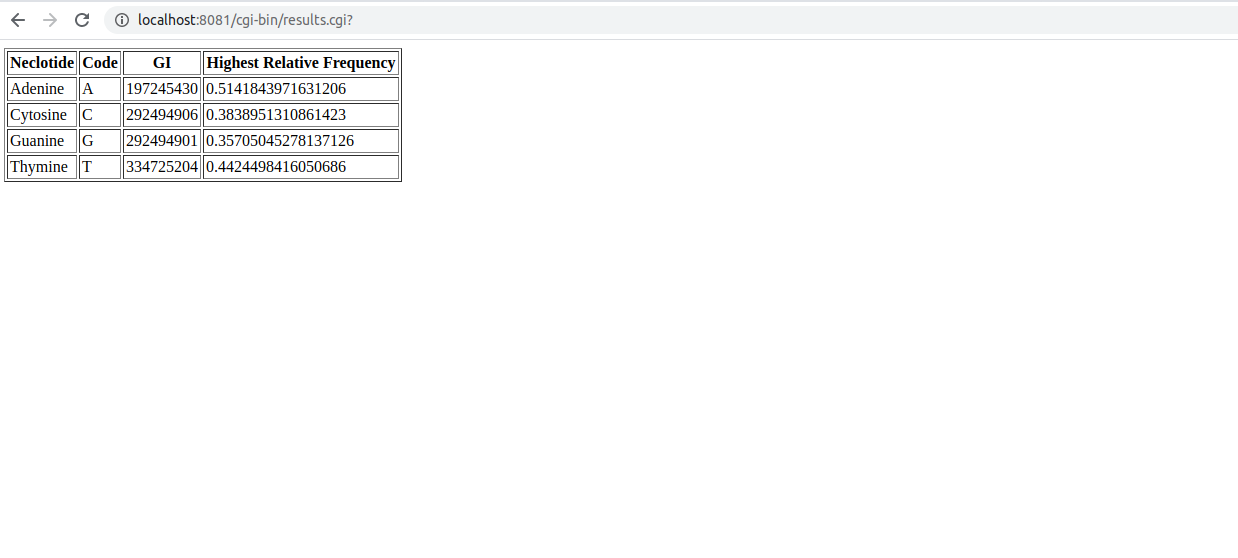 localhost:8081/cgi-bin/results.cgi?
Neclotide Code GI Highest Relative Frequency
Adenine A 197245430 0.5141843971631206
Cytosine C 292494906 0.3838951310861423
Guanine G 292494901 0.35705045278137126
Thymine T 334725204 0.4424498416050686